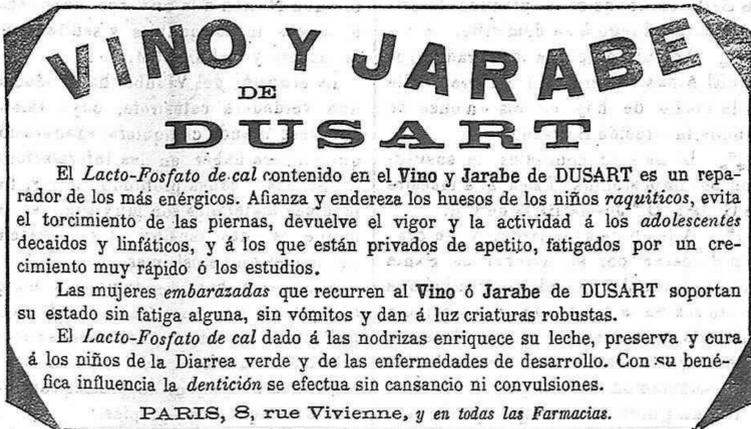 VINO Y JARABE
DE
DUSART
El Lacto-Fosfato de cal contenido en el Vino y Jarabe de DUSART es un repa-
rador de los más enérgicos. Afianza y endereza los huesos de los niños raquíticos, evita
el torcimiento de las piernas, devuelve el vigor y la actividad á los adolescentes
decaidos y linfáticos, y á los que están privados de apetito, fatigados por un cre-
cimiento muy rápido ó los estudios.
Las mujeres embarazadas que recurren al Vino ó Jarabe de DUSART soportan
su estado sin fatiga alguna, sin vómitos y dan á luz criaturas robustas.
El Lacto-Fosfato de cal dado á las nodrizas enriquece su leche, preserva y cura
á los niños de la Diarrea verde y de las enfermedades de desarrollo. Con su bené-
fica influencia la dentición se efectua sin cansancio ni convulsiones.
PARIS, 8, rue Vivienne, y en todas las Farmacias.